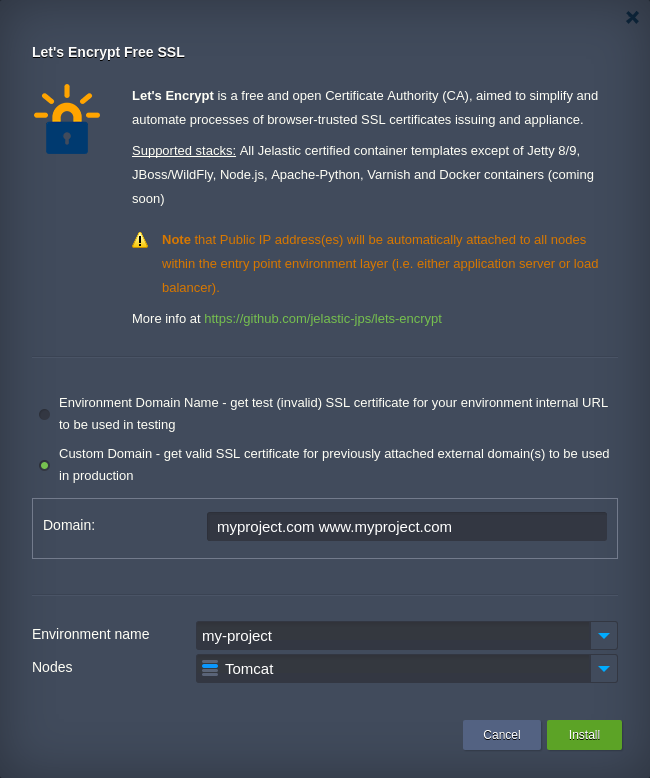 Let's Encrypt Free SSL
Let's Encrypt is a free and open Certificate Authority (CA), aimed to simplify and
automate processes of browser-trusted SSL certificates issuing and appliance.
Supported stacks: All Jelastic certified container templates except of Jetty 8/9,
JBoss/WildFly, Node.js, Apache-Python, Varnish and Docker containers (coming
soon)
Note that Public IP address(es) will be automatically attached to all nodes
within the entry point environment layer (i.e. either application server or load
balancer).
More info at https://github.com/jelastic-jps/lets-encrypt
Environment Domain Name - get test (invalid) SSL certificate for your environment internal URL
to be used in testing
Custom Domain - get valid SSL certificate for previously attached external domain(s) to be used
in production
Domain: myproject.com www.myproject.com
Environment name my-project
Nodes Tomcat
Cancel Install